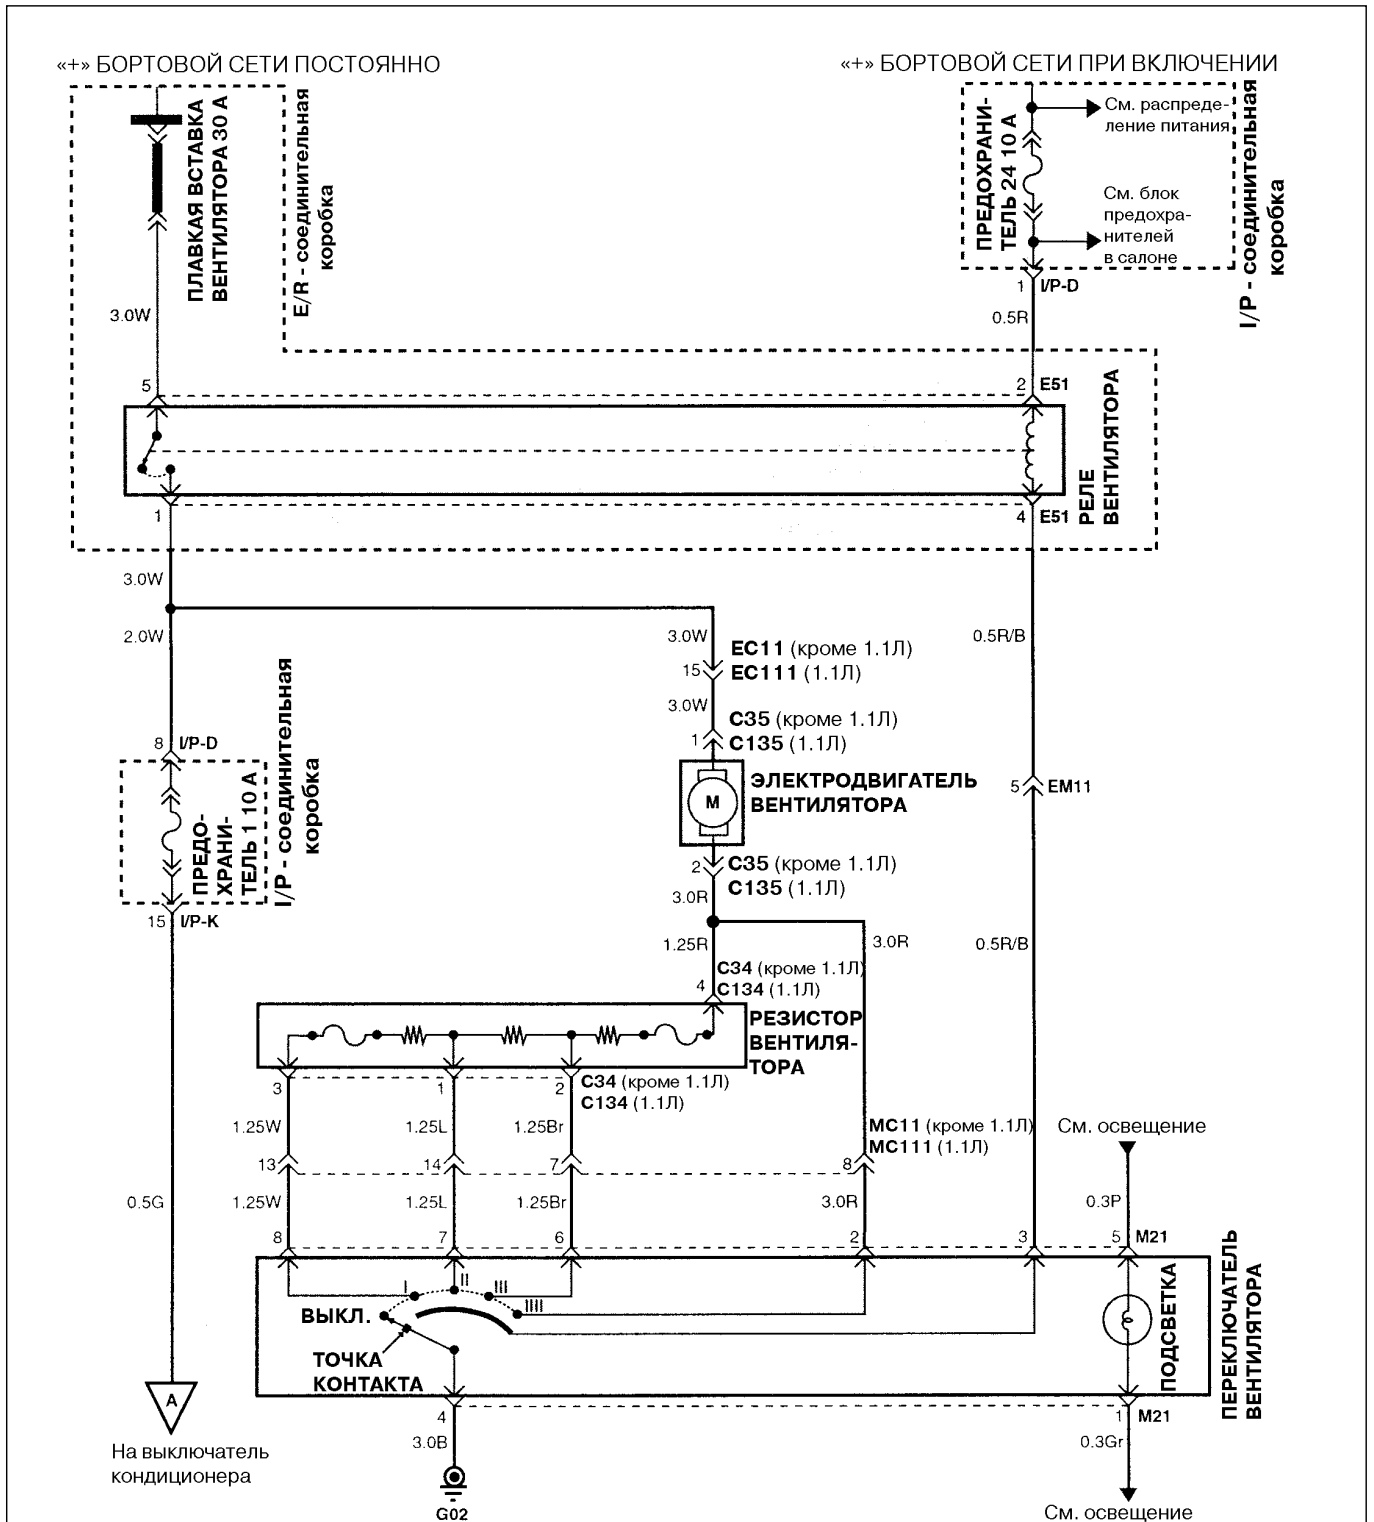 «+» БОРТОВОЙ СЕТИ ПОСТОЯННО
«+» БОРТОВОЙ СЕТИ ПРИ ВКЛЮЧЕНИИ
ПЛАВКАЯ ВСТАВКА
ВЕНТИЛЯТОРА 30 А
E/R - соединительная
коробка
ПРЕДОХРАНИ-
ТЕЛЬ 24 10 А
См. распреде-
ление питания
См. блок
предохра-
нителей
в салоне
I/P - соединительная
коробка
1 I/P-D
3.0W
0.5R
5
2 E51
РЕЛЕ
ВЕНТИЛЯТОРА
1
4 E51
3.0W
2.0W
3.0W
0.5R/B
EC11 (кроме 1.1Л)
15 EC111 (1.1Л)
3.0W
C35 (кроме 1.1Л)
1 C135 (1.1Л)
8 I/P-D
ПРЕДО-
ХРАНИ-
ТЕЛЬ 1 10 А
I/P - соединительная
коробка
M
ЭЛЕКТРОДВИГАТЕЛЬ
ВЕНТИЛЯТОРА
5 EM11
2 C35 (кроме 1.1Л)
C135 (1.1Л)
3.0R
15 I/P-K
1.25R
3.0R
0.5R/B
C34 (кроме 1.1Л)
4 C134 (1.1Л)
РЕЗИСТОР
ВЕНТИЛЯ-
ТОРА
3 1 2 C34 (кроме 1.1Л)
C134 (1.1Л)
1.25W 1.25L 1.25Br
MC11 (кроме 1.1Л)
MC111 (1.1Л)
См. освещение
13 14 7 8
0.5G 1.25W 1.25L 1.25Br 3.0R 0.3P
8 7 6 2 3 5 M21
I II III IIII
ВЫКЛ.
ТОЧКА
КОНТАКТА
ПОДСВЕТКА
ПЕРЕКЛЮЧАТЕЛЬ
ВЕНТИЛЯТОРА
A
4
1 M21
3.0B
0.3Gr
На выключатель
кондиционера
G02
См. освещение